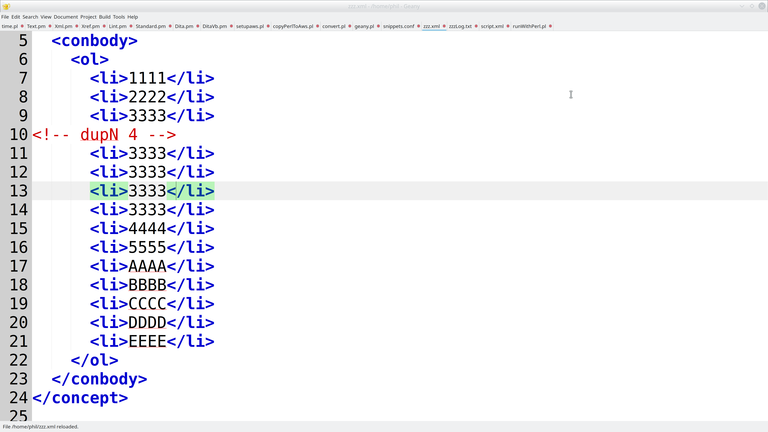 File Edit Search View Document Project Build Tools Help
time.pl Text.pm Xml.pm Xref.pm Lint.pm Standard.pm Dita.pm DitaVb.pm setupaws.pl copyPerlToAws.pl convert.pl geany.pl snippets.conf zzz.xml zzzLog.txt script.xml runWithPerl.pl
5 <conbody>
6 <ol>
7 <li>1111</li>
8 <li>2222</li>
9 <li>3333</li>
10 <!-- dupN 4 -->
11 <li>3333</li>
12 <li>3333</li>
13 <li>3333</li>
14 <li>3333</li>
15 <li>4444</li>
16 <li>5555</li>
17 <li>AAAA</li>
18 <li>BBBB</li>
19 <li>CCCC</li>
20 <li>DDDD</li>
21 <li>EEEE</li>
22 </ol>
23 </conbody>
24 </concept>
25
File /home/phil/zzz.xml reloaded.